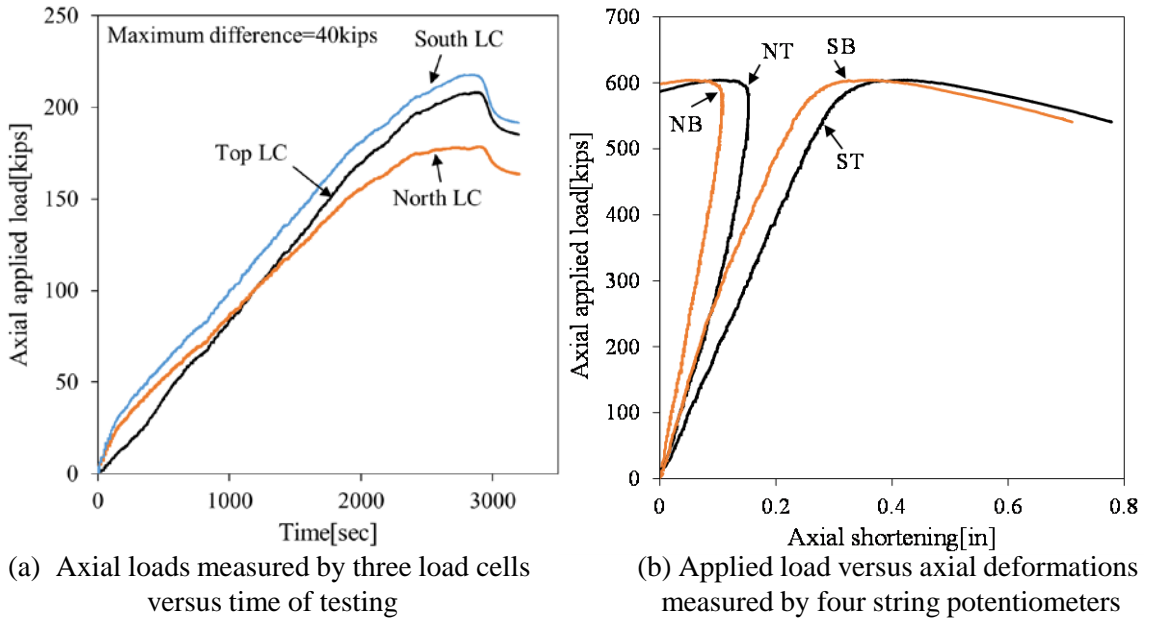 Maximum difference=40kips
South LC
Top LC
North LC
Axial applied load[kips]
250
200
150
100
50
0
0 1000 2000 3000
Time[sec]
(a) Axial loads measured by three load cells
versus time of testing
NT
SB
NB
ST
Axial applied load[kips]
700
600
500
400
300
200
100
0
0 0.2 0.4 0.6 0.8
Axial shortening[in]
(b) Applied load versus axial deformations
measured by four string potentiometers